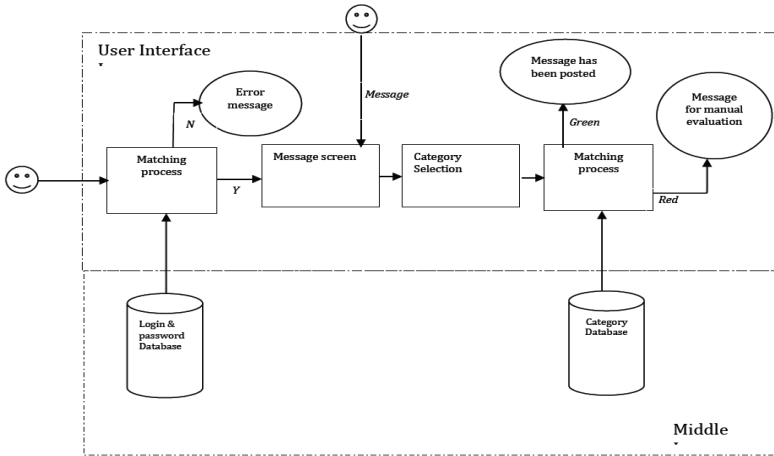 User Interface
Message
Error
message
N
Message has
been posted
Green
Message
for manual
evaluation
Matching
process
Y
Message screen
Category
Selection
Matching
process
Red
Login &
password
Database
Category
Database
Middle